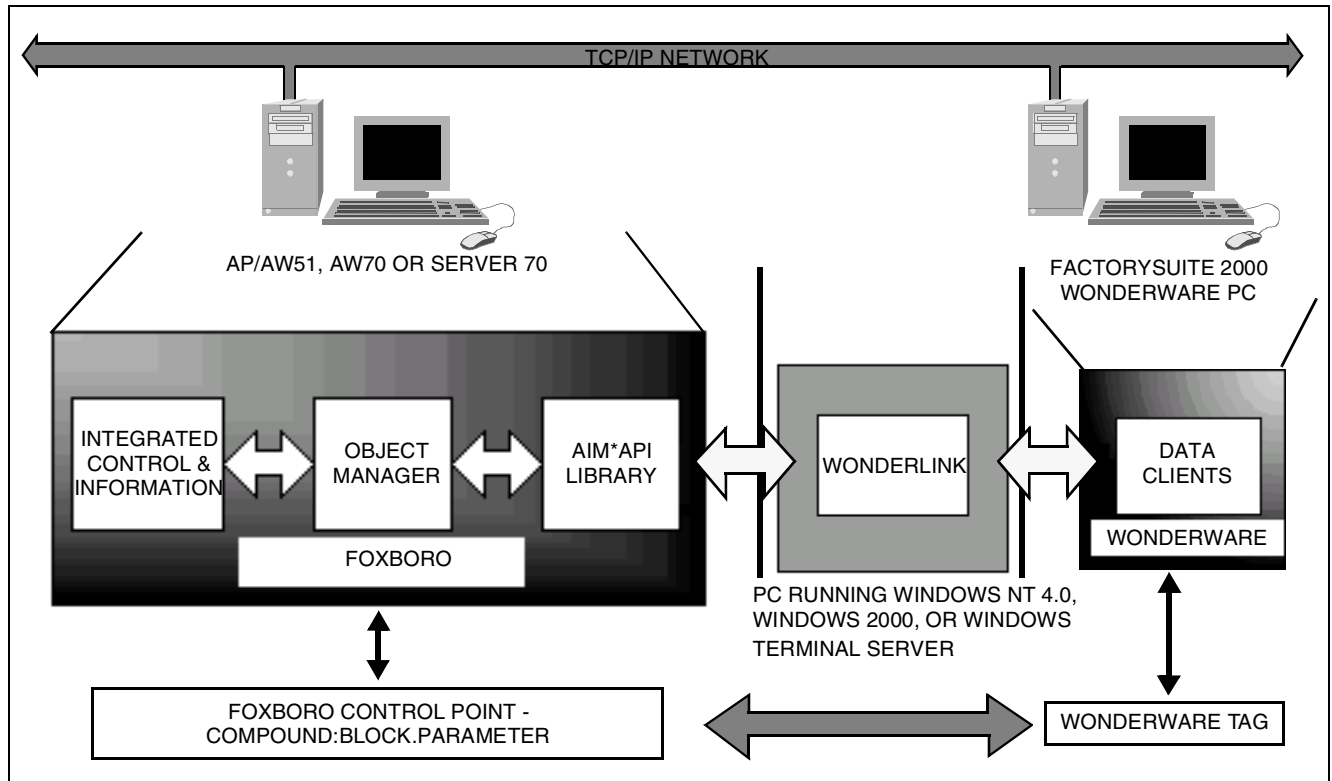 TCP/IP NETWORK
AP/AW51, AW70 OR SERVER 70
FACTORYSUITE 2000
WONDERWARE PC
INTEGRATED
CONTROL &
INFORMATION
OBJECT
MANAGER
AIM*API
LIBRARY
FOXBORO
WONDERLINK
DATA
CLIENTS
WONDERWARE
PC RUNNING WINDOWS NT 4.0,
WINDOWS 2000, OR WINDOWS
TERMINAL SERVER
FOXBORO CONTROL POINT -
COMPOUND:BLOCK.PARAMETER
WONDERWARE TAG